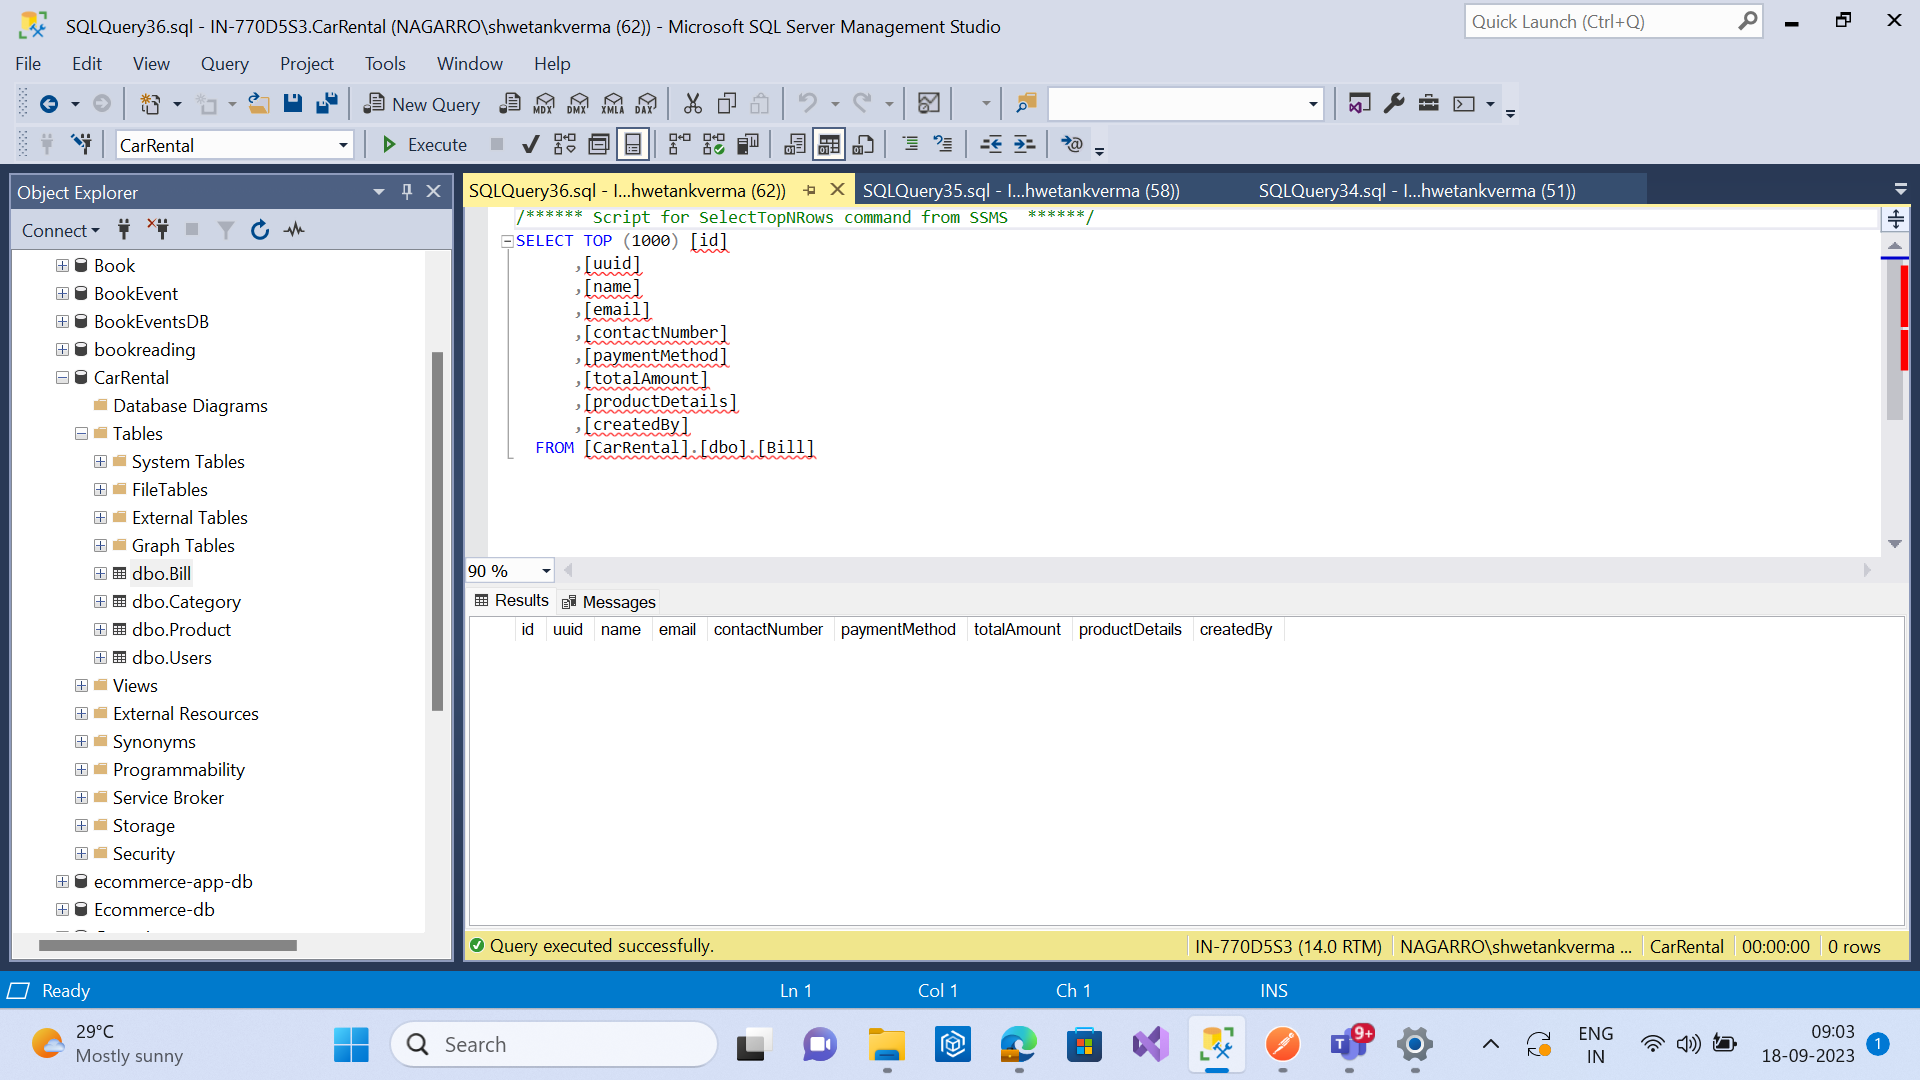 SQLQuery36.sql - IN-770D5S3.CarRental (NAGARRO\shwetankverma (62)) - Microsoft SQL Server Management Studio
Quick Launch (Ctrl+Q)
File Edit View Query Project Tools Window Help
New Query MDX DMX XMLA DAX
CarRental Execute
Object Explorer
Connect
Book
BookEvent
BookEventsDB
bookreading
CarRental
Database Diagrams
Tables
System Tables
FileTables
External Tables
Graph Tables
dbo.Bill
dbo.Category
dbo.Product
dbo.Users
Views
External Resources
Synonyms
Programmability
Service Broker
Storage
Security
ecommerce-app-db
Ecommerce-db
SQLQuery36.sql - I...hwetankverma (62)) SQLQuery35.sql - I...hwetankverma (58)) SQLQuery34.sql - I...hwetankverma (51))
/****** Script for SelectTopNRows command from SSMS  ******/
SELECT TOP (1000) [id]
,[uuid]
,[name]
,[email]
,[contactNumber]
,[paymentMethod]
,[totalAmount]
,[productDetails]
,[createdBy]
FROM [CarRental].[dbo].[Bill]
90 %
Results Messages
id uuid name email contactNumber paymentMethod totalAmount productDetails createdBy
Query executed successfully. IN-770D5S3 (14.0 RTM) NAGARRO\shwetankverma ... CarRental 00:00:00 0 rows
Ready Ln 1 Col 1 Ch 1 INS
29°C
Mostly sunny
Search
9+
ENG
IN
09:03
18-09-2023
1